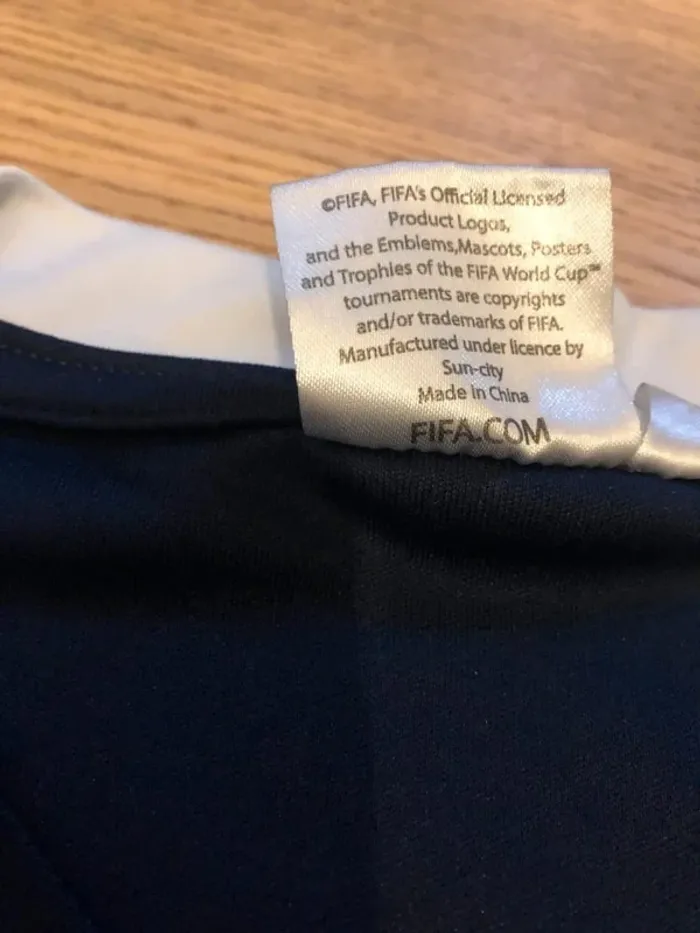 ©FIFA, FIFA's Official Licensed
Product Logos,
and the Emblems,Mascots, Posters
and Trophies of the FIFA World Cup™
tournaments are copyrights
and/or trademarks of FIFA.
Manufactured under licence by
Sun-city
Made in China
FIFA.COM